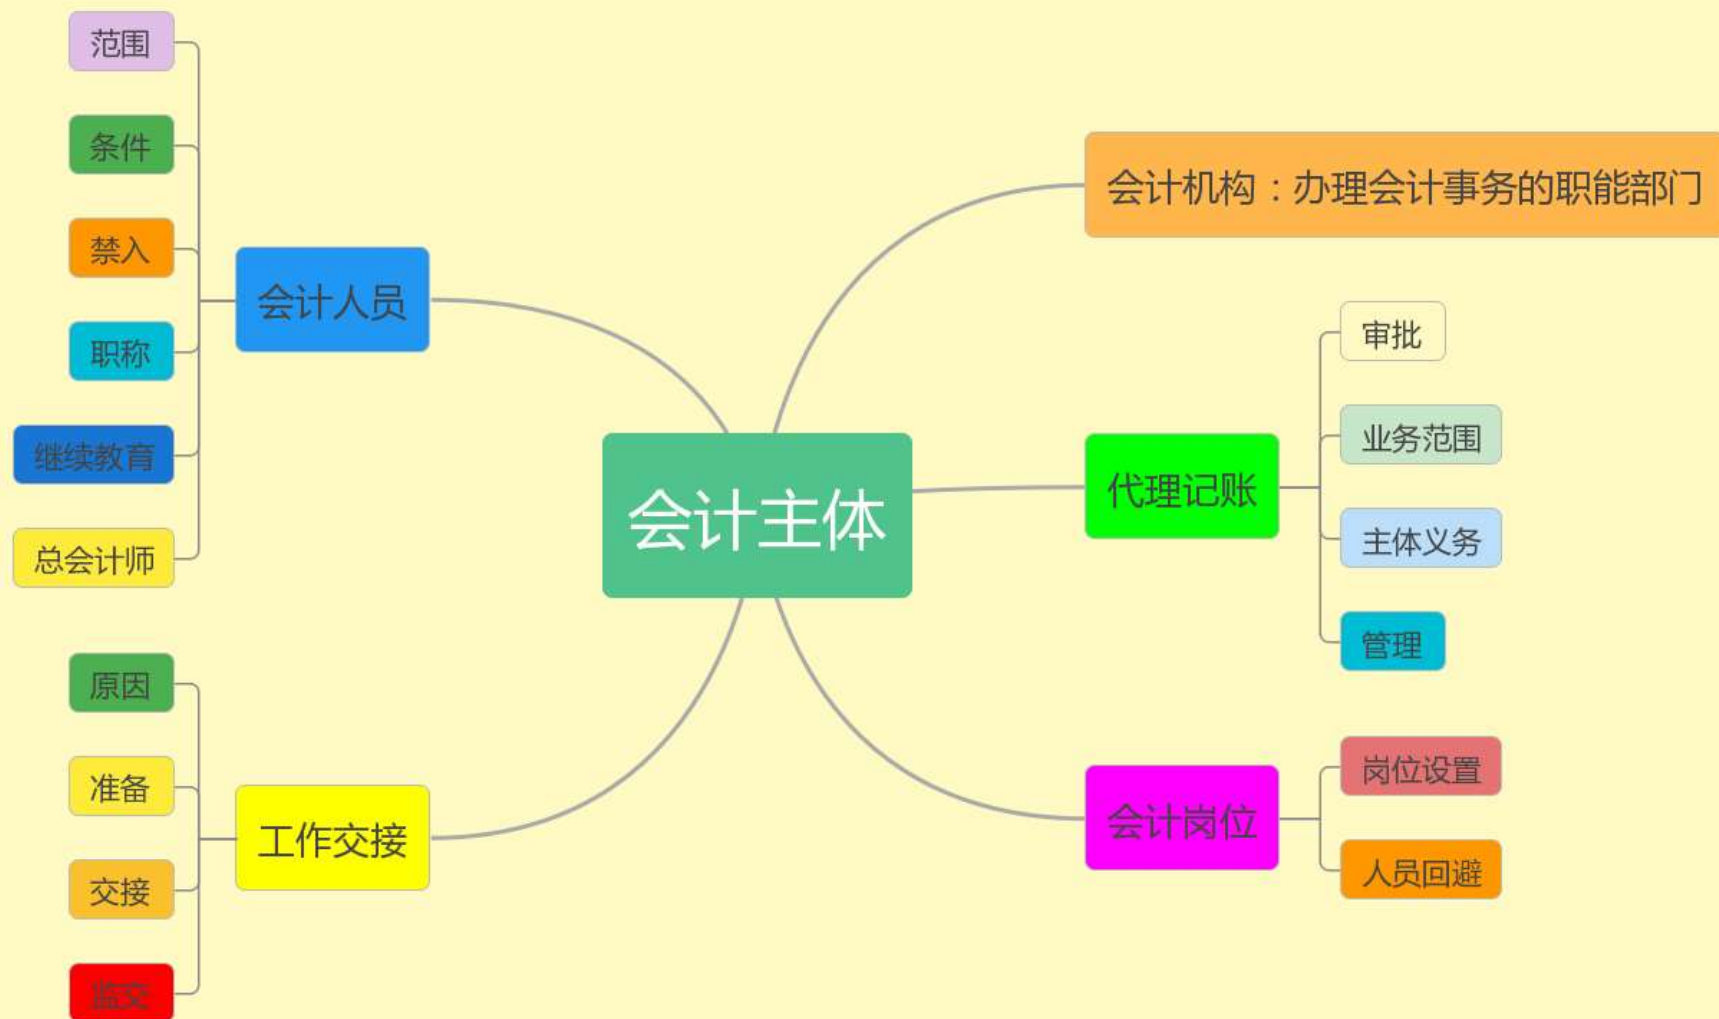 会计主体
会计机构：办理会计事务的职能部门
代理记账
审批
业务范围
主体义务
管理
会计岗位
岗位设置
人员回避
会计人员
范围
条件
禁入
职称
继续教育
总会计师
工作交接
原因
准备
交接
监交